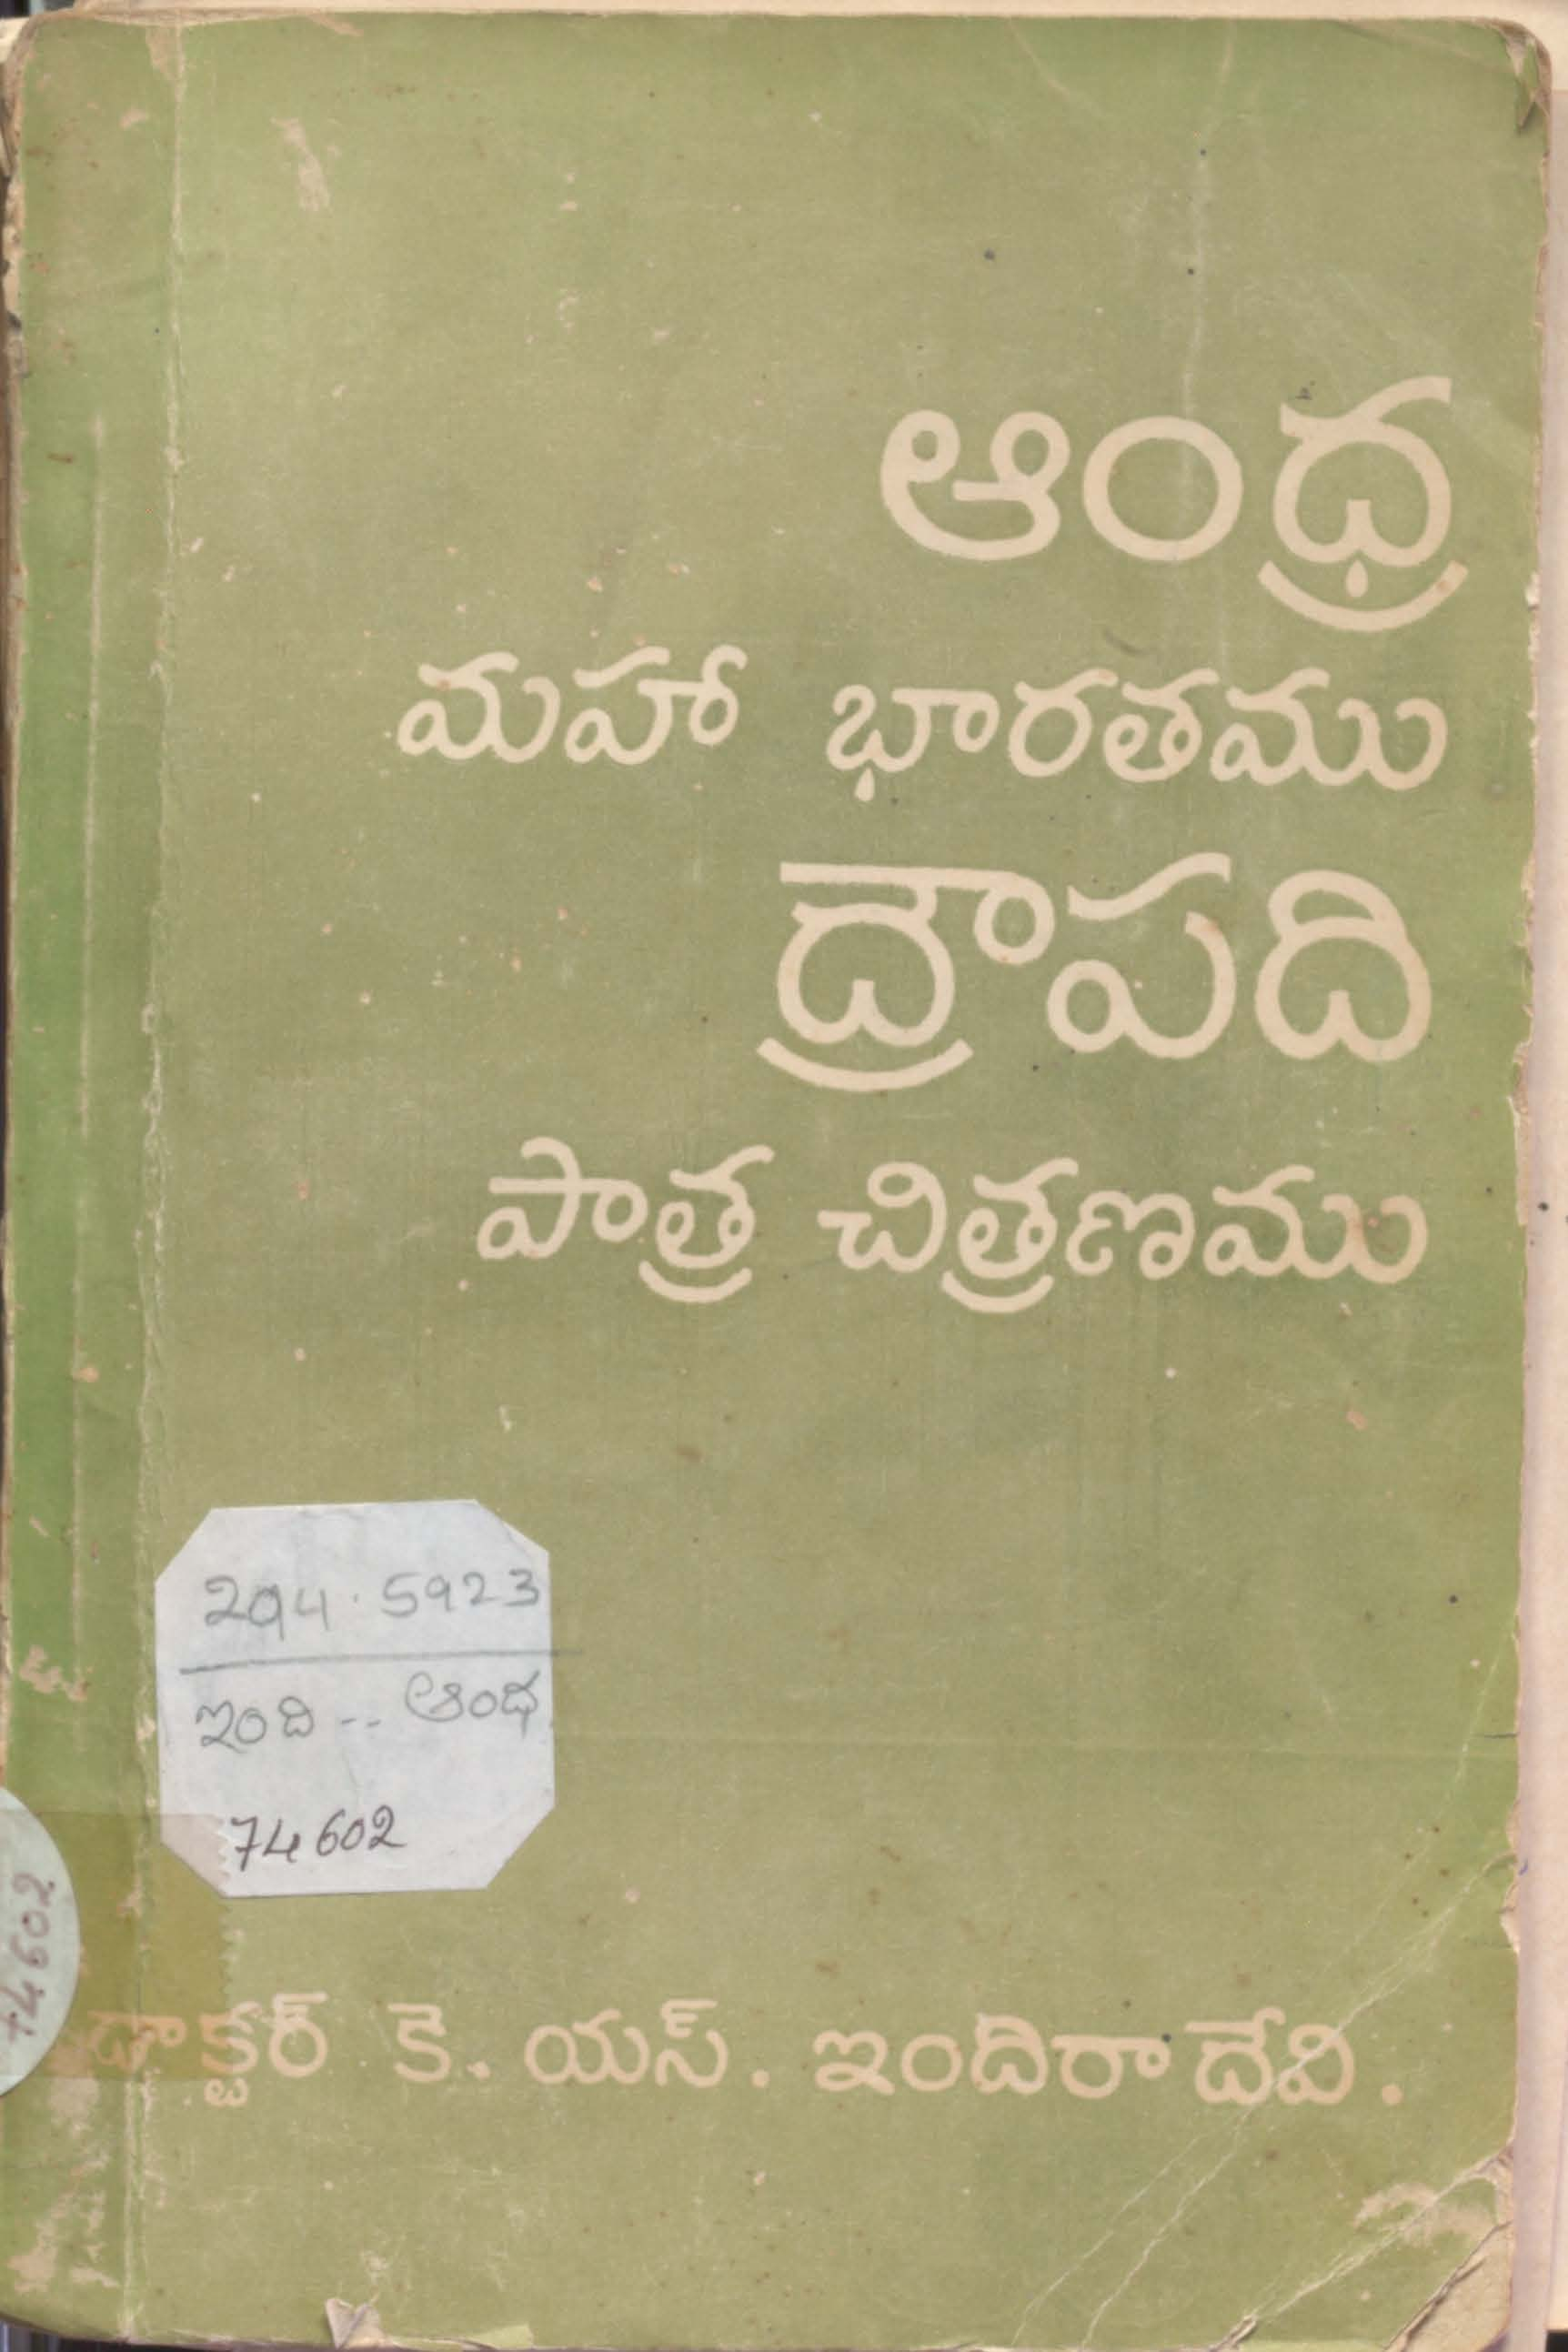 ఆంధ్ర
మహా భారతము
ద్రౌపది
పాత్ర చిత్రణము
294.5923
ఇంది -- ఆంధ్ర
74602
74602
డాక్టర్ కె. యస్. ఇందిరాదేవి.